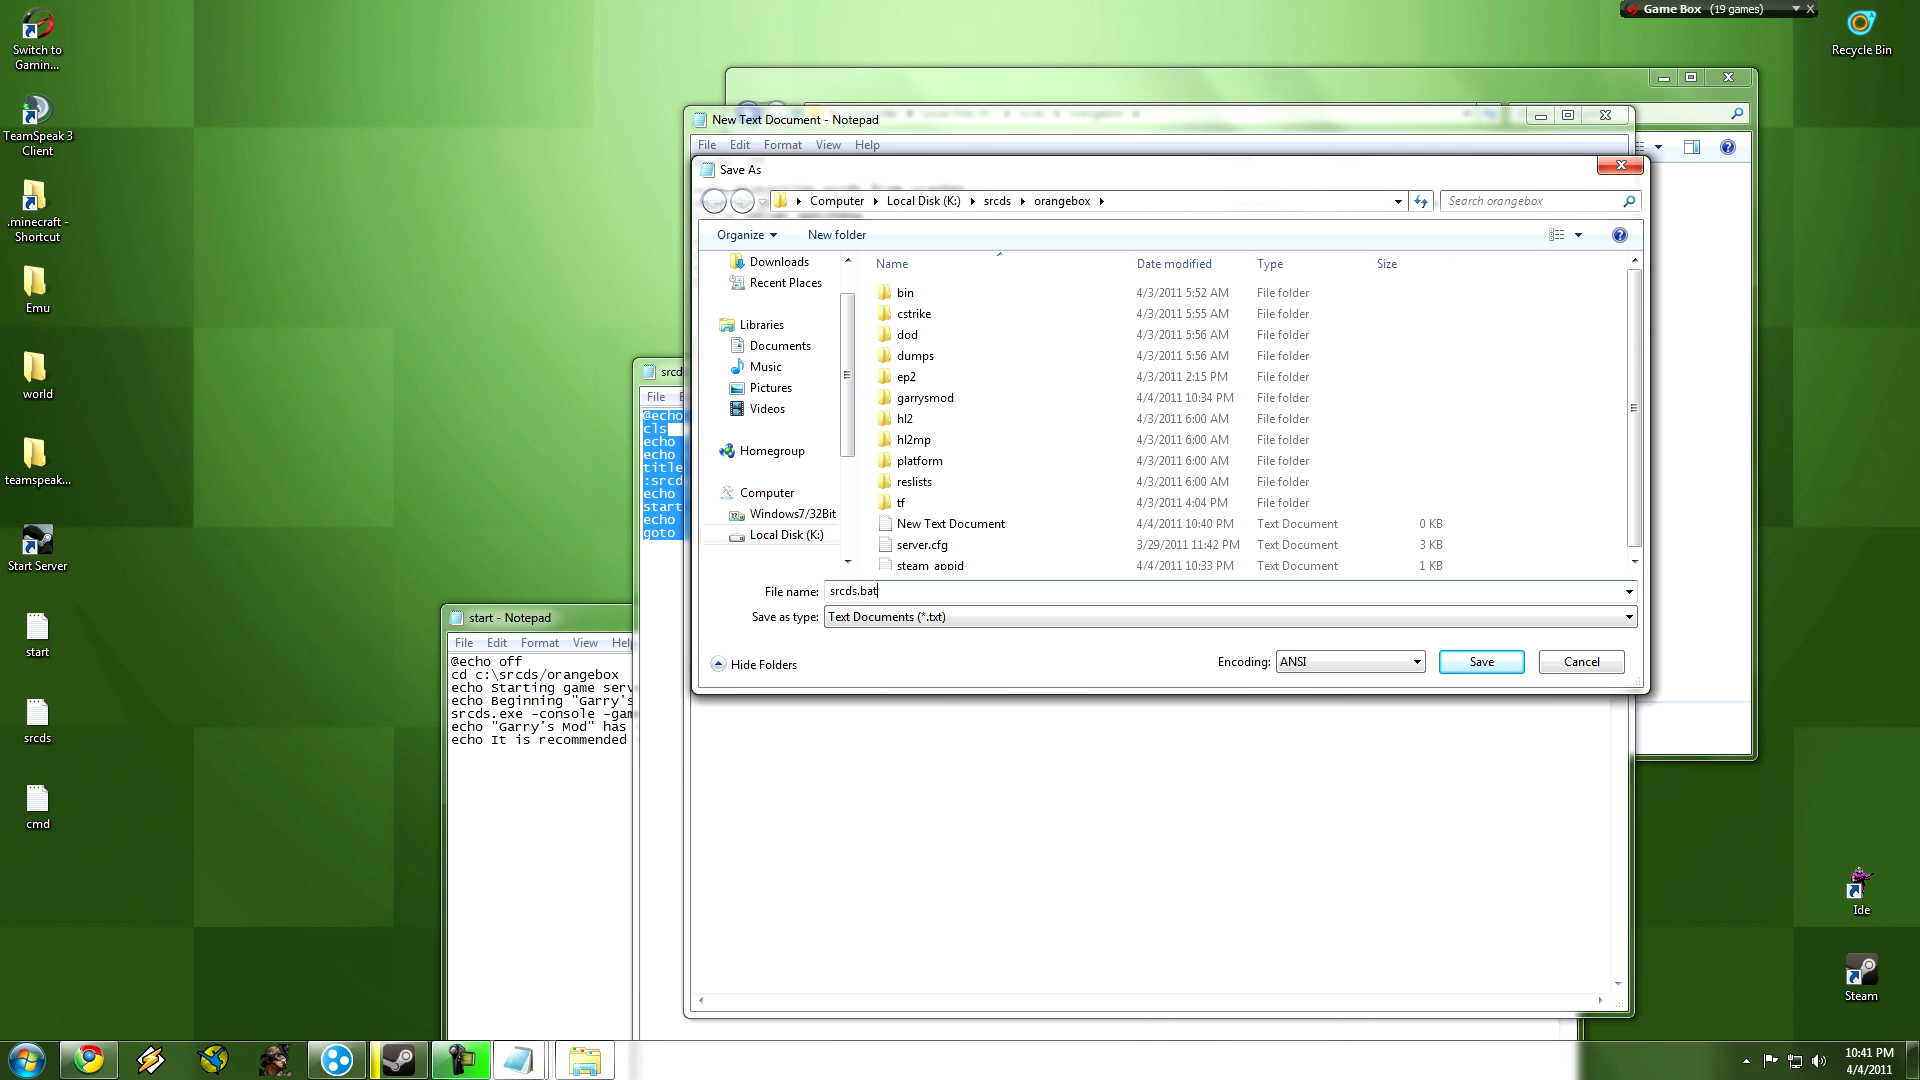 Game Box (19 games)
Switch to
Gamin...
TeamSpeak 3
Client
.minecraft -
Shortcut
Emu
world
teamspeak...
Start Server
start
srcds
cmd
Recycle Bin
Ide
Steam
New Text Document - Notepad
File Edit Format View Help
Save As
Computer Local Disk (K:) srcds orangebox
Search orangebox
Organize New folder
Downloads
Recent Places
Libraries
Documents
Music
Pictures
Videos
Homegroup
Computer
Windows7/32Bit
Local Disk (K:)
Name Date modified Type Size
bin 4/3/2011 5:52 AM File folder
cstrike 4/3/2011 5:55 AM File folder
dod 4/3/2011 5:56 AM File folder
dumps 4/3/2011 5:56 AM File folder
ep2 4/3/2011 2:15 PM File folder
garrysmod 4/4/2011 10:34 PM File folder
hl2 4/3/2011 6:00 AM File folder
hl2mp 4/3/2011 6:00 AM File folder
platform 4/3/2011 6:00 AM File folder
reslists 4/3/2011 6:00 AM File folder
tf 4/3/2011 4:04 PM File folder
New Text Document 4/4/2011 10:40 PM Text Document 0 KB
server.cfg 3/29/2011 11:42 PM Text Document 3 KB
steam_appid 4/4/2011 10:33 PM Text Document 1 KB
File name: srcds.bat
Save as type: Text Documents (*.txt)
Hide Folders
Encoding: ANSI Save Cancel
srcd
File E
@echo
cls
echo
echo
title
:srcd
echo
start
echo
goto
start - Notepad
File Edit Format View Help
@echo off
cd c:\srcds/orangebox
echo Starting game serv
echo Beginning "Garry's
srcds.exe -console -gam
echo "Garry's Mod" has
echo It is recommended
10:41 PM
4/4/2011